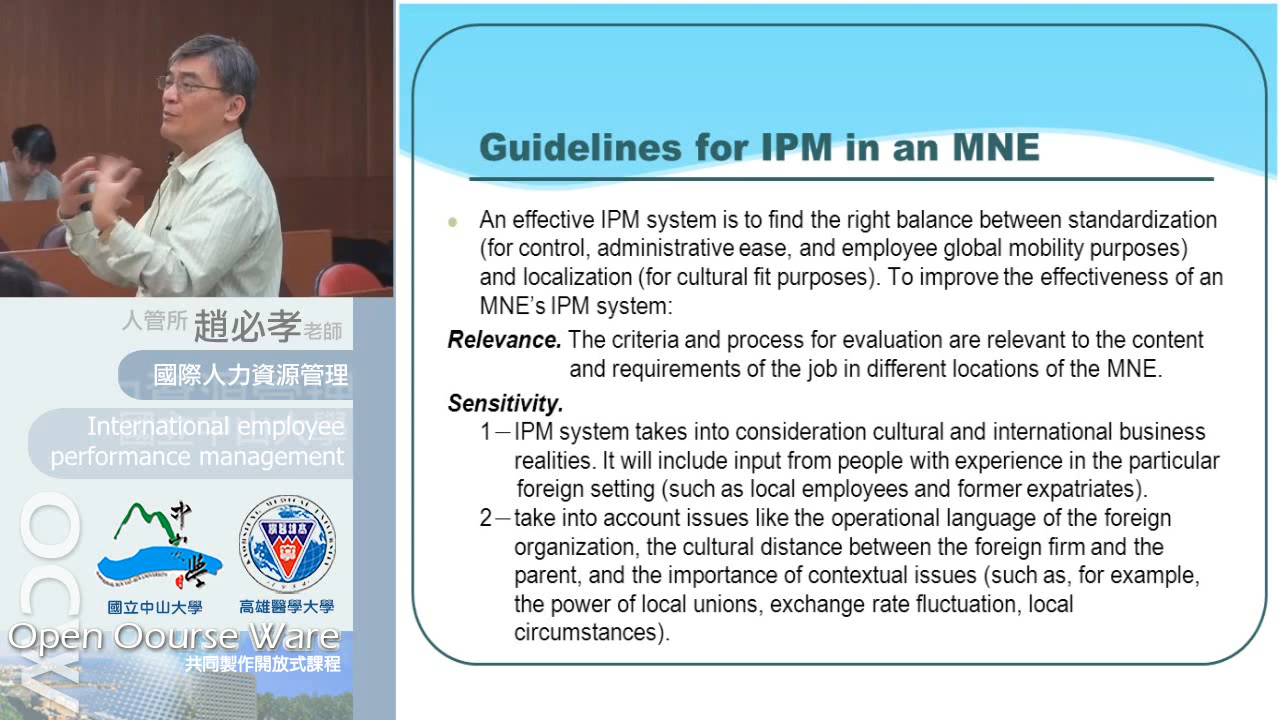 Guidelines for IPM in an MNE
An effective IPM system is to find the right balance between standardization
(for control, administrative ease, and employee global mobility purposes)
and localization (for cultural fit purposes). To improve the effectiveness of an
MNE's IPM system:
Relevance. The criteria and process for evaluation are relevant to the content
and requirements of the job in different locations of the MNE.
Sensitivity.
1－IPM system takes into consideration cultural and international business
realities. It will include input from people with experience in the particular
foreign setting (such as local employees and former expatriates).
2－take into account issues like the operational language of the foreign
organization, the cultural distance between the foreign firm and the
parent, and the importance of contextual issues (such as, for example,
the power of local unions, exchange rate fluctuation, local
circumstances).
人管所 趙必孝老師
國際人力資源管理
International employee
performance management
國立中山大學
高雄醫學大學
OCW
Open Oourse Ware
共同製作開放式課程